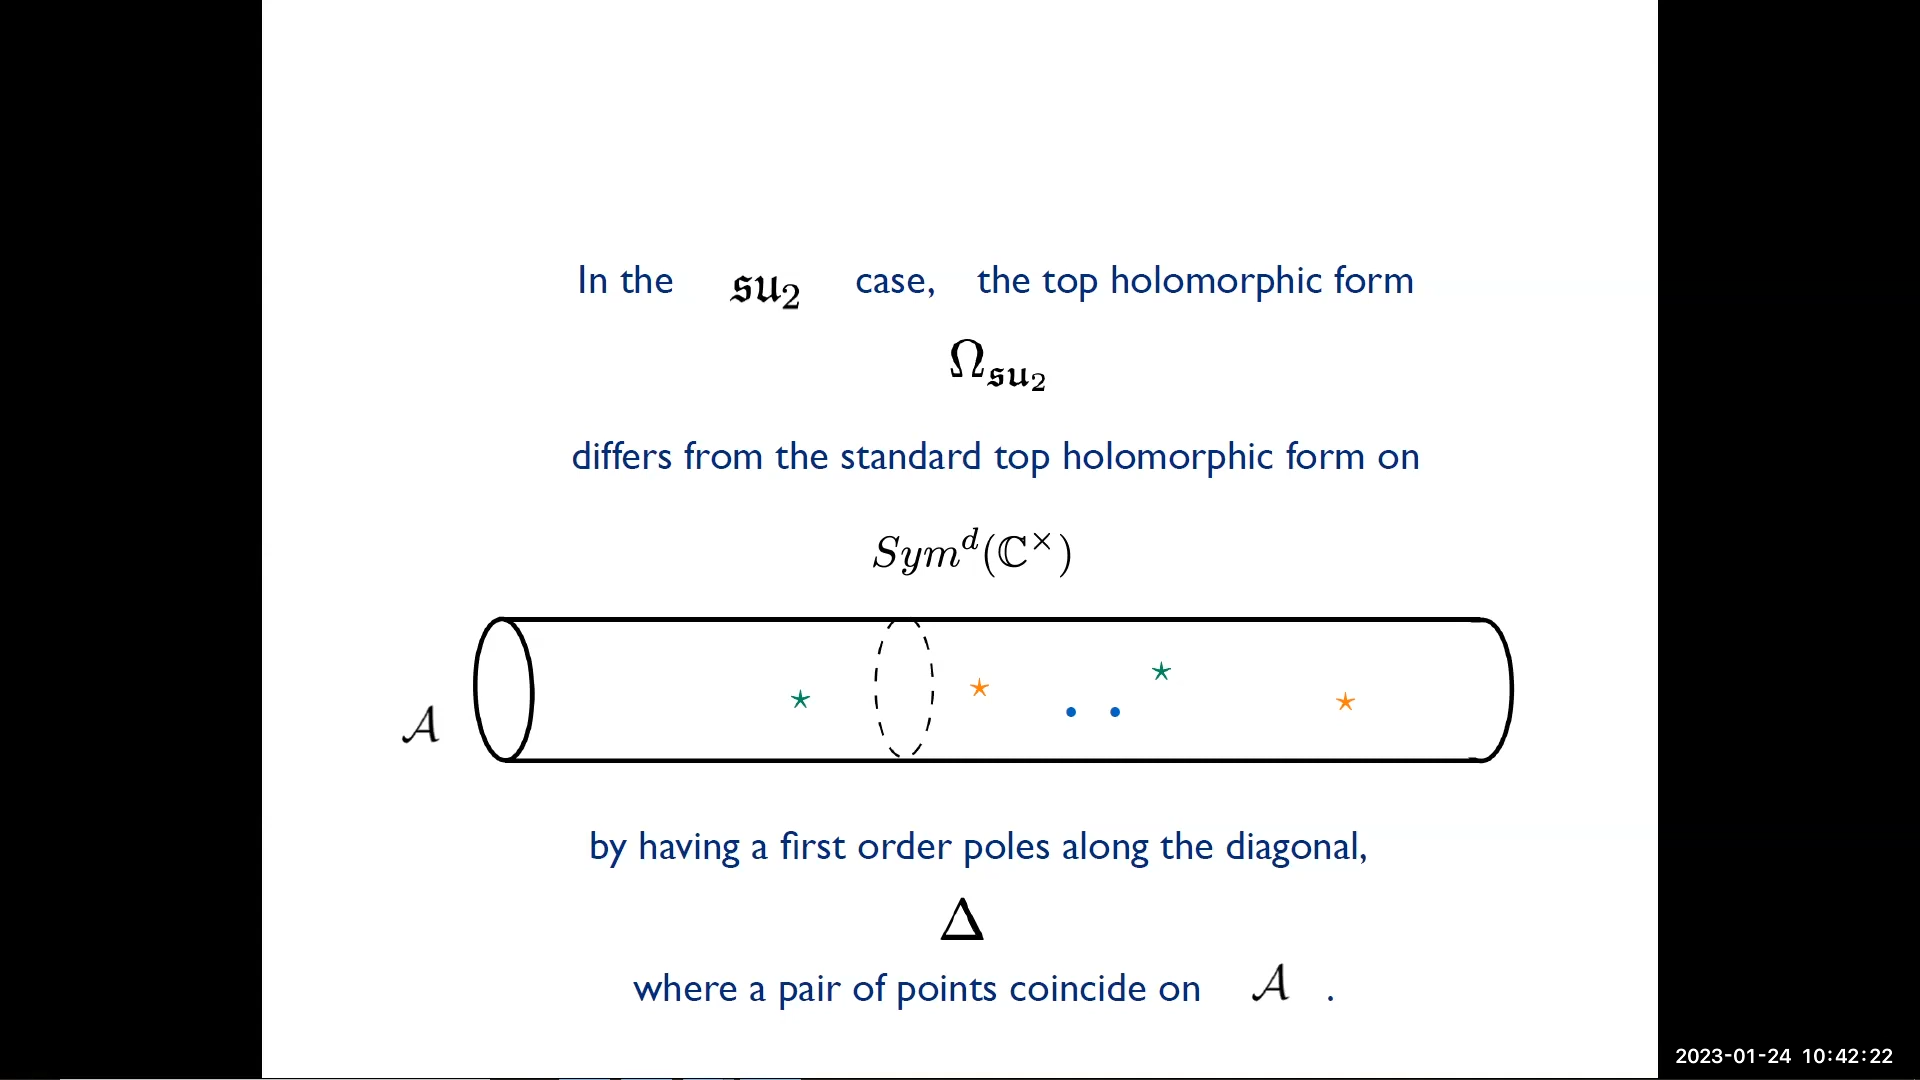 In the 𝔰𝔲₂ case, the top holomorphic form
Ω_𝔰𝔲₂
differs from the standard top holomorphic form on
Sym^d(ℂ^×)
𝒜
by having a first order poles along the diagonal,
Δ
where a pair of points coincide on 𝒜 .
2023-01-24 10:42:22